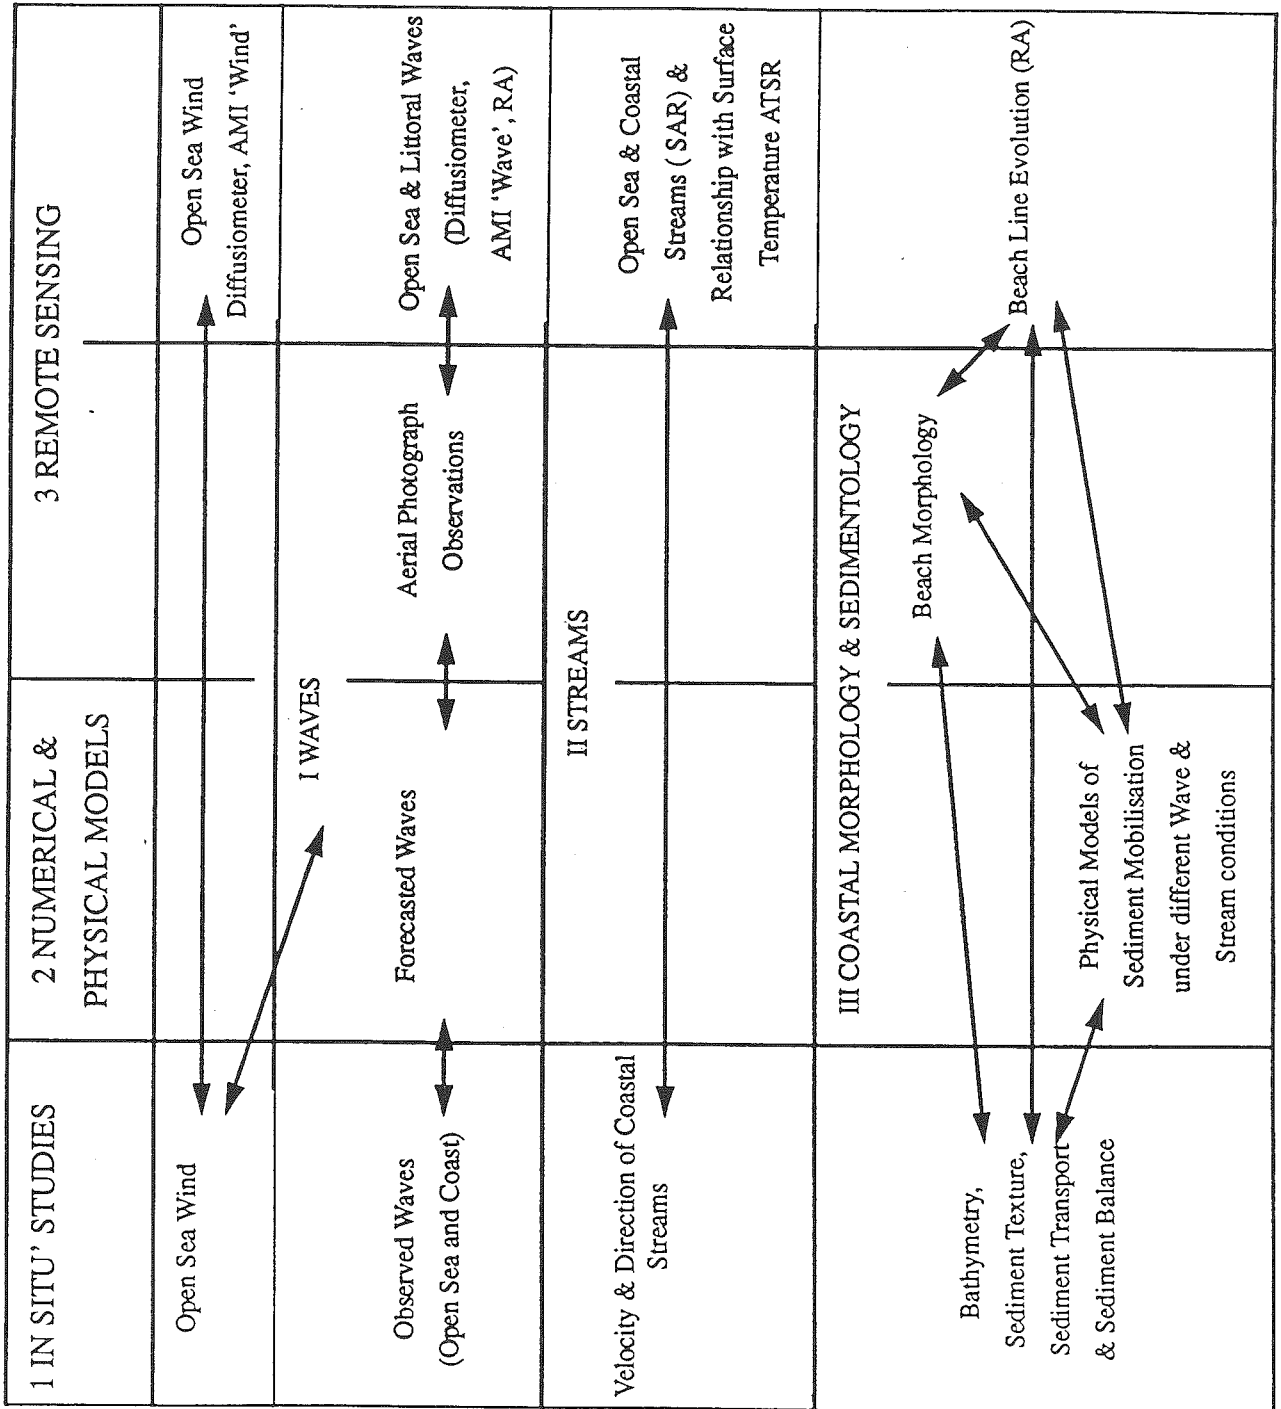 1 IN SITU' STUDIES
2 NUMERICAL &
PHYSICAL MODELS
3 REMOTE SENSING
Open Sea Wind
Open Sea Wind
Diffusiometer, AMI ‘Wind’
I WAVES
Observed Waves
(Open Sea and Coast)
Forecasted Waves
Aerial Photograph
Observations
Open Sea & Littoral Waves
(Diffusiometer,
AMI ‘Wave’, RA)
II STREAMS
Velocity & Direction of Coastal
Streams
Open Sea & Coastal
Streams ( SAR) &
Relationship with Surface
Temperature ATSR
III COASTAL MORPHOLOGY & SEDIMENTOLOGY
Bathymetry,
Sediment Texture,
Sediment Transport
& Sediment Balance
Physical Models of
Sediment Mobilisation
under different Wave &
Stream conditions
Beach Morphology
Beach Line Evolution (RA)